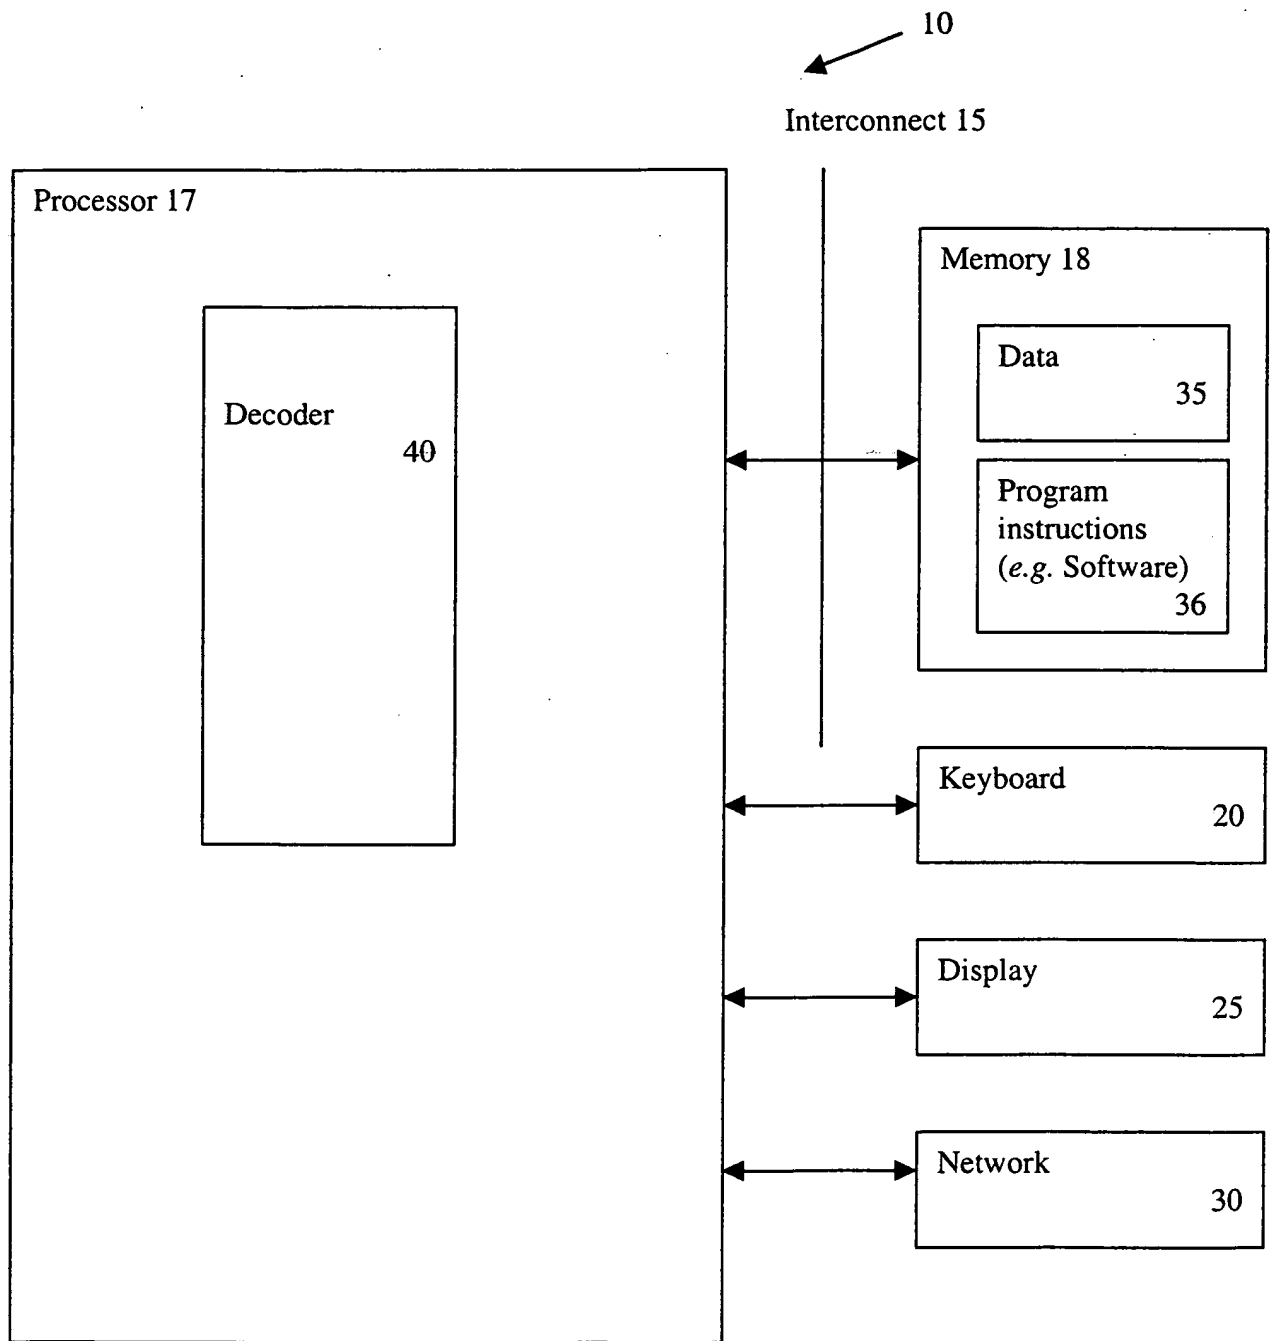 10
Interconnect 15
Processor 17
Memory 18
Data
35
Decoder
40
Program
instructions
(e.g. Software)
36
Keyboard
20
Display
25
Network
30